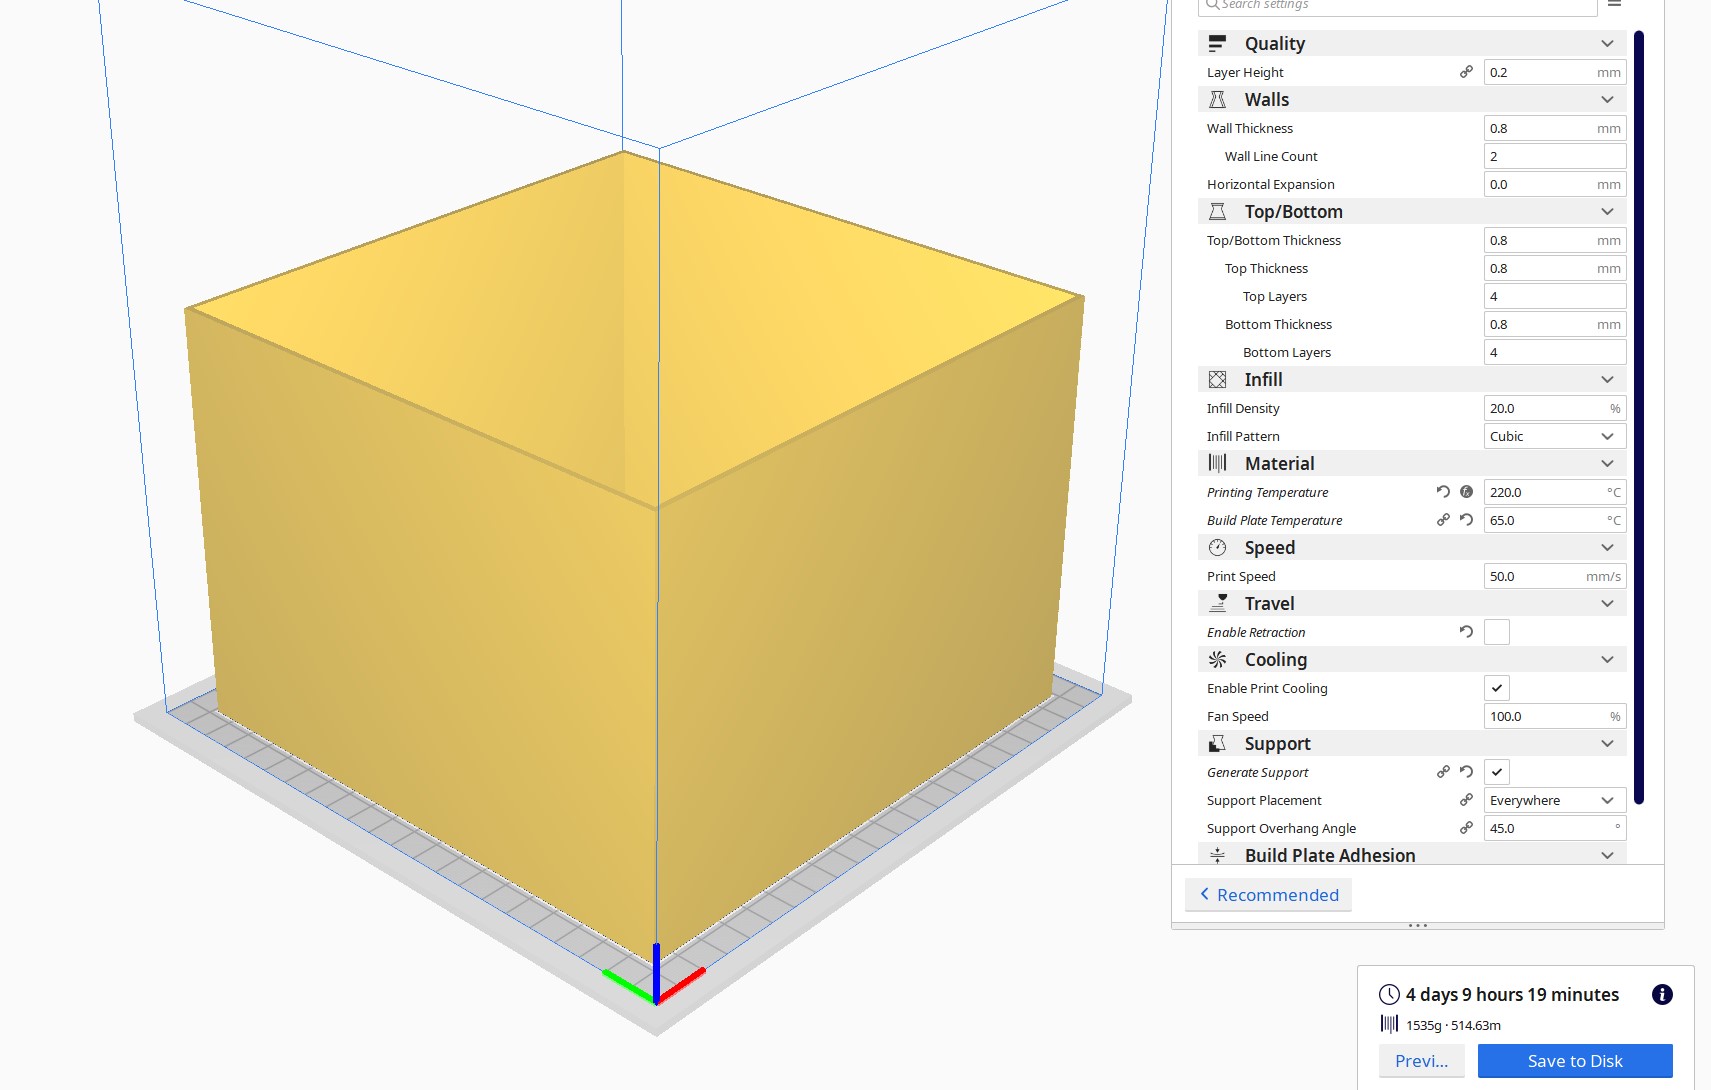 Search settings
Quality
Layer Height 0.2 mm
Walls
Wall Thickness 0.8 mm
Wall Line Count 2
Horizontal Expansion 0.0 mm
Top/Bottom
Top/Bottom Thickness 0.8 mm
Top Thickness 0.8 mm
Top Layers 4
Bottom Thickness 0.8 mm
Bottom Layers 4
Infill
Infill Density 20.0 %
Infill Pattern Cubic
Material
Printing Temperature 220.0 °C
Build Plate Temperature 65.0 °C
Speed
Print Speed 50.0 mm/s
Travel
Enable Retraction
Cooling
Enable Print Cooling
Fan Speed 100.0 %
Support
Generate Support
Support Placement Everywhere
Support Overhang Angle 45.0 °
Build Plate Adhesion
Recommended
4 days 9 hours 19 minutes
1535g · 514.63m
Previ... Save to Disk